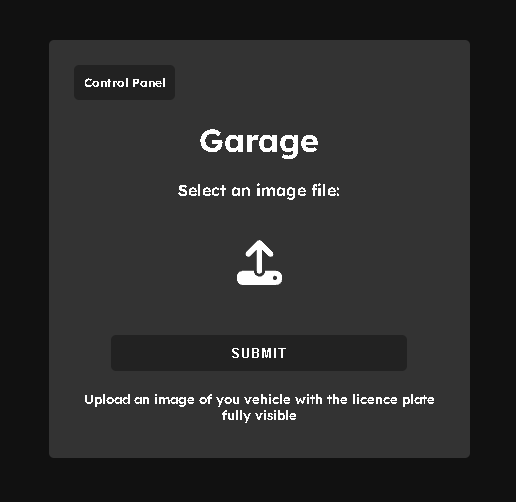 Control Panel
Garage
Select an image file:
SUBMIT
Upload an image of you vehicle with the licence plate
fully visible